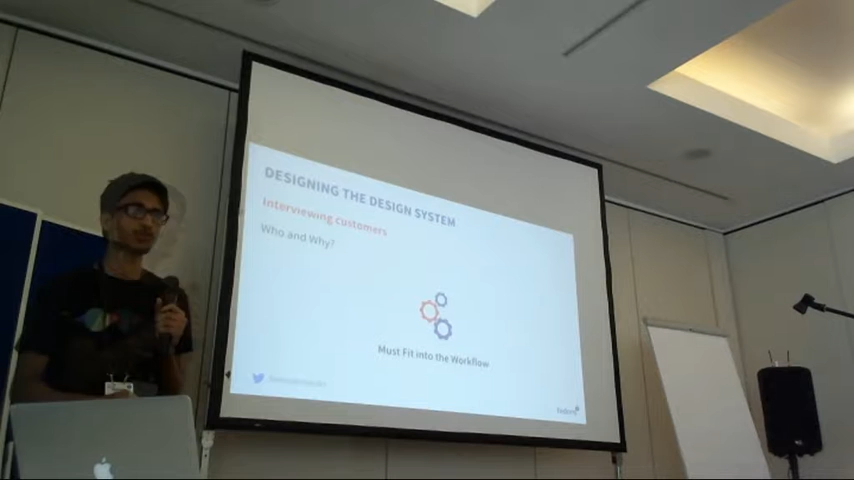 DESIGNING THE DESIGN SYSTEM
Interviewing Customers
Who and Why?
Must Fit into the Workflow